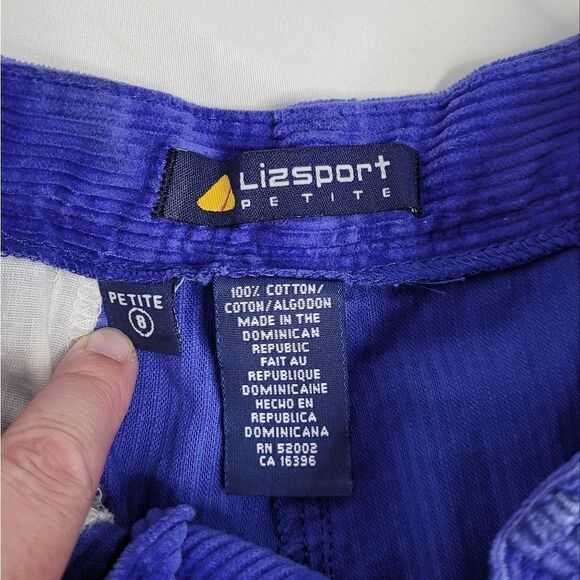 Lizsport
PETITE
PETITE
8
100% COTTON/
COTON/ALGODON
MADE IN THE
DOMINICAN
REPUBLIC
FAIT AU
REPUBLIQUE
DOMINICAINE
HECHO EN
REPUBLICA
DOMINICANA
RN 52002
CA 16396